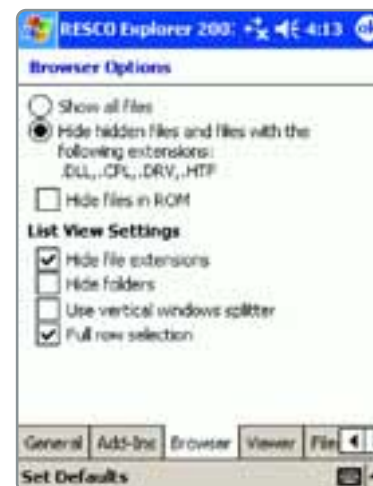 RESCO Explorer 200 4:13 ok
Browser Options
Show all files
Hide hidden files and files with the
following extensions:
.DLL,.CPL,.DRV,.HTP
Hide files in ROM
List View Settings
Hide file extensions
Hide folders
Use vertical windows splitter
Full row selection
General Add-Ins Browser Viewer File
Set Defaults